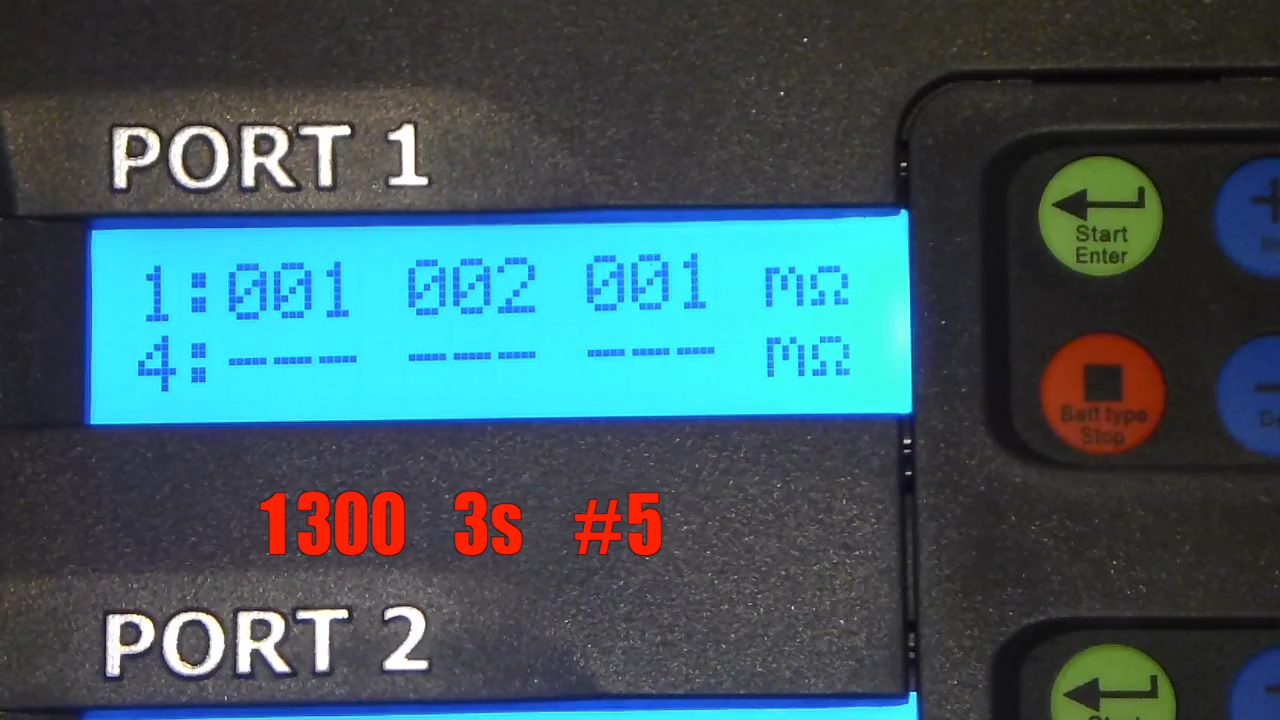 PORT 1
1:001 002 001 mΩ
4:--- --- --- mΩ
Start
Enter
Batt type
Stop
1300 3s #5
PORT 2